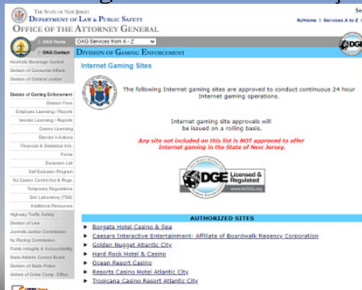 THE STATE OF NEW JERSEY
DEPARTMENT OF LAW & PUBLIC SAFETY
OFFICE OF THE ATTORNEY GENERAL
NJHome | Services A to Z
OAG Home
OAG Services from A - Z
OAG Contact
DIVISION OF GAMING ENFORCEMENT
Alcoholic Beverage Control
Division of Consumer Affairs
Division of Criminal Justice
Division of Gaming Enforcement
Division Fees
Employee Licensing / Reports
Vendor Licensing / Reports
Casino Licensing
Director's Actions
Financial & Statistical Info.
Forms
Exclusion List
Self Exclusion Program
NJ Casino Control Act & Regs.
Temporary Regulations
Slot Laboratory (TSB)
Additional Resources
Highway Traffic Safety
Division of Law
Juvenile Justice Commission
NJ Racing Commission
Public Integrity & Accountability
State Athletic Control Board
Division of State Police
Victims of Crime Comp. Office
Internet Gaming Sites
The following Internet gaming sites are approved to conduct continuous 24 hour
Internet gaming operations.
Internet gaming site approvals will
be issued on a rolling basis.
Any site not included on this list is NOT approved to offer
Internet gaming in the State of New Jersey.
DGE Licensed &
Regulated
AUTHORIZED SITES
Borgata Hotel Casino & Spa
Caesars Interactive Entertainment- Affiliate of Boardwalk Regency Corporation
Golden Nugget Atlantic City
Hard Rock Hotel & Casino
Ocean Resort Casino
Resorts Casino Hotel Atlantic City
Tropicana Casino Resort Atlantic City